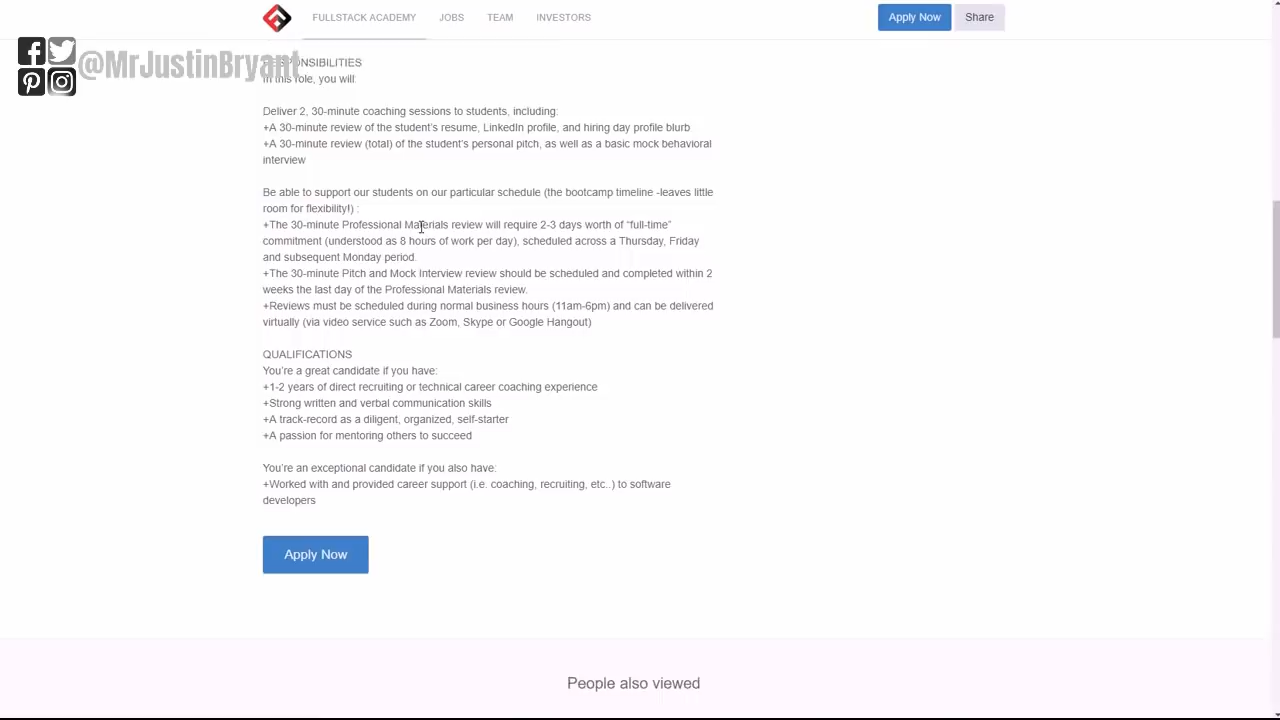 FULLSTACK ACADEMY JOBS TEAM INVESTORS Apply Now Share
@MrJustinBryant
RESPONSIBILITIES
In this role, you will:
Deliver 2, 30-minute coaching sessions to students, including:
+A 30-minute review of the student's resume, LinkedIn profile, and hiring day profile blurb
+A 30-minute review (total) of the student's personal pitch, as well as a basic mock behavioral
interview
Be able to support our students on our particular schedule (the bootcamp timeline -leaves little
room for flexibility!) :
+The 30-minute Professional Materials review will require 2-3 days worth of “full-time”
commitment (understood as 8 hours of work per day), scheduled across a Thursday, Friday
and subsequent Monday period.
+The 30-minute Pitch and Mock Interview review should be scheduled and completed within 2
weeks the last day of the Professional Materials review.
+Reviews must be scheduled during normal business hours (11am-6pm) and can be delivered
virtually (via video service such as Zoom, Skype or Google Hangout)
QUALIFICATIONS
You’re a great candidate if you have:
+1-2 years of direct recruiting or technical career coaching experience
+Strong written and verbal communication skills
+A track-record as a diligent, organized, self-starter
+A passion for mentoring others to succeed
You’re an exceptional candidate if you also have:
+Worked with and provided career support (i.e. coaching, recruiting, etc..) to software
developers
Apply Now
People also viewed